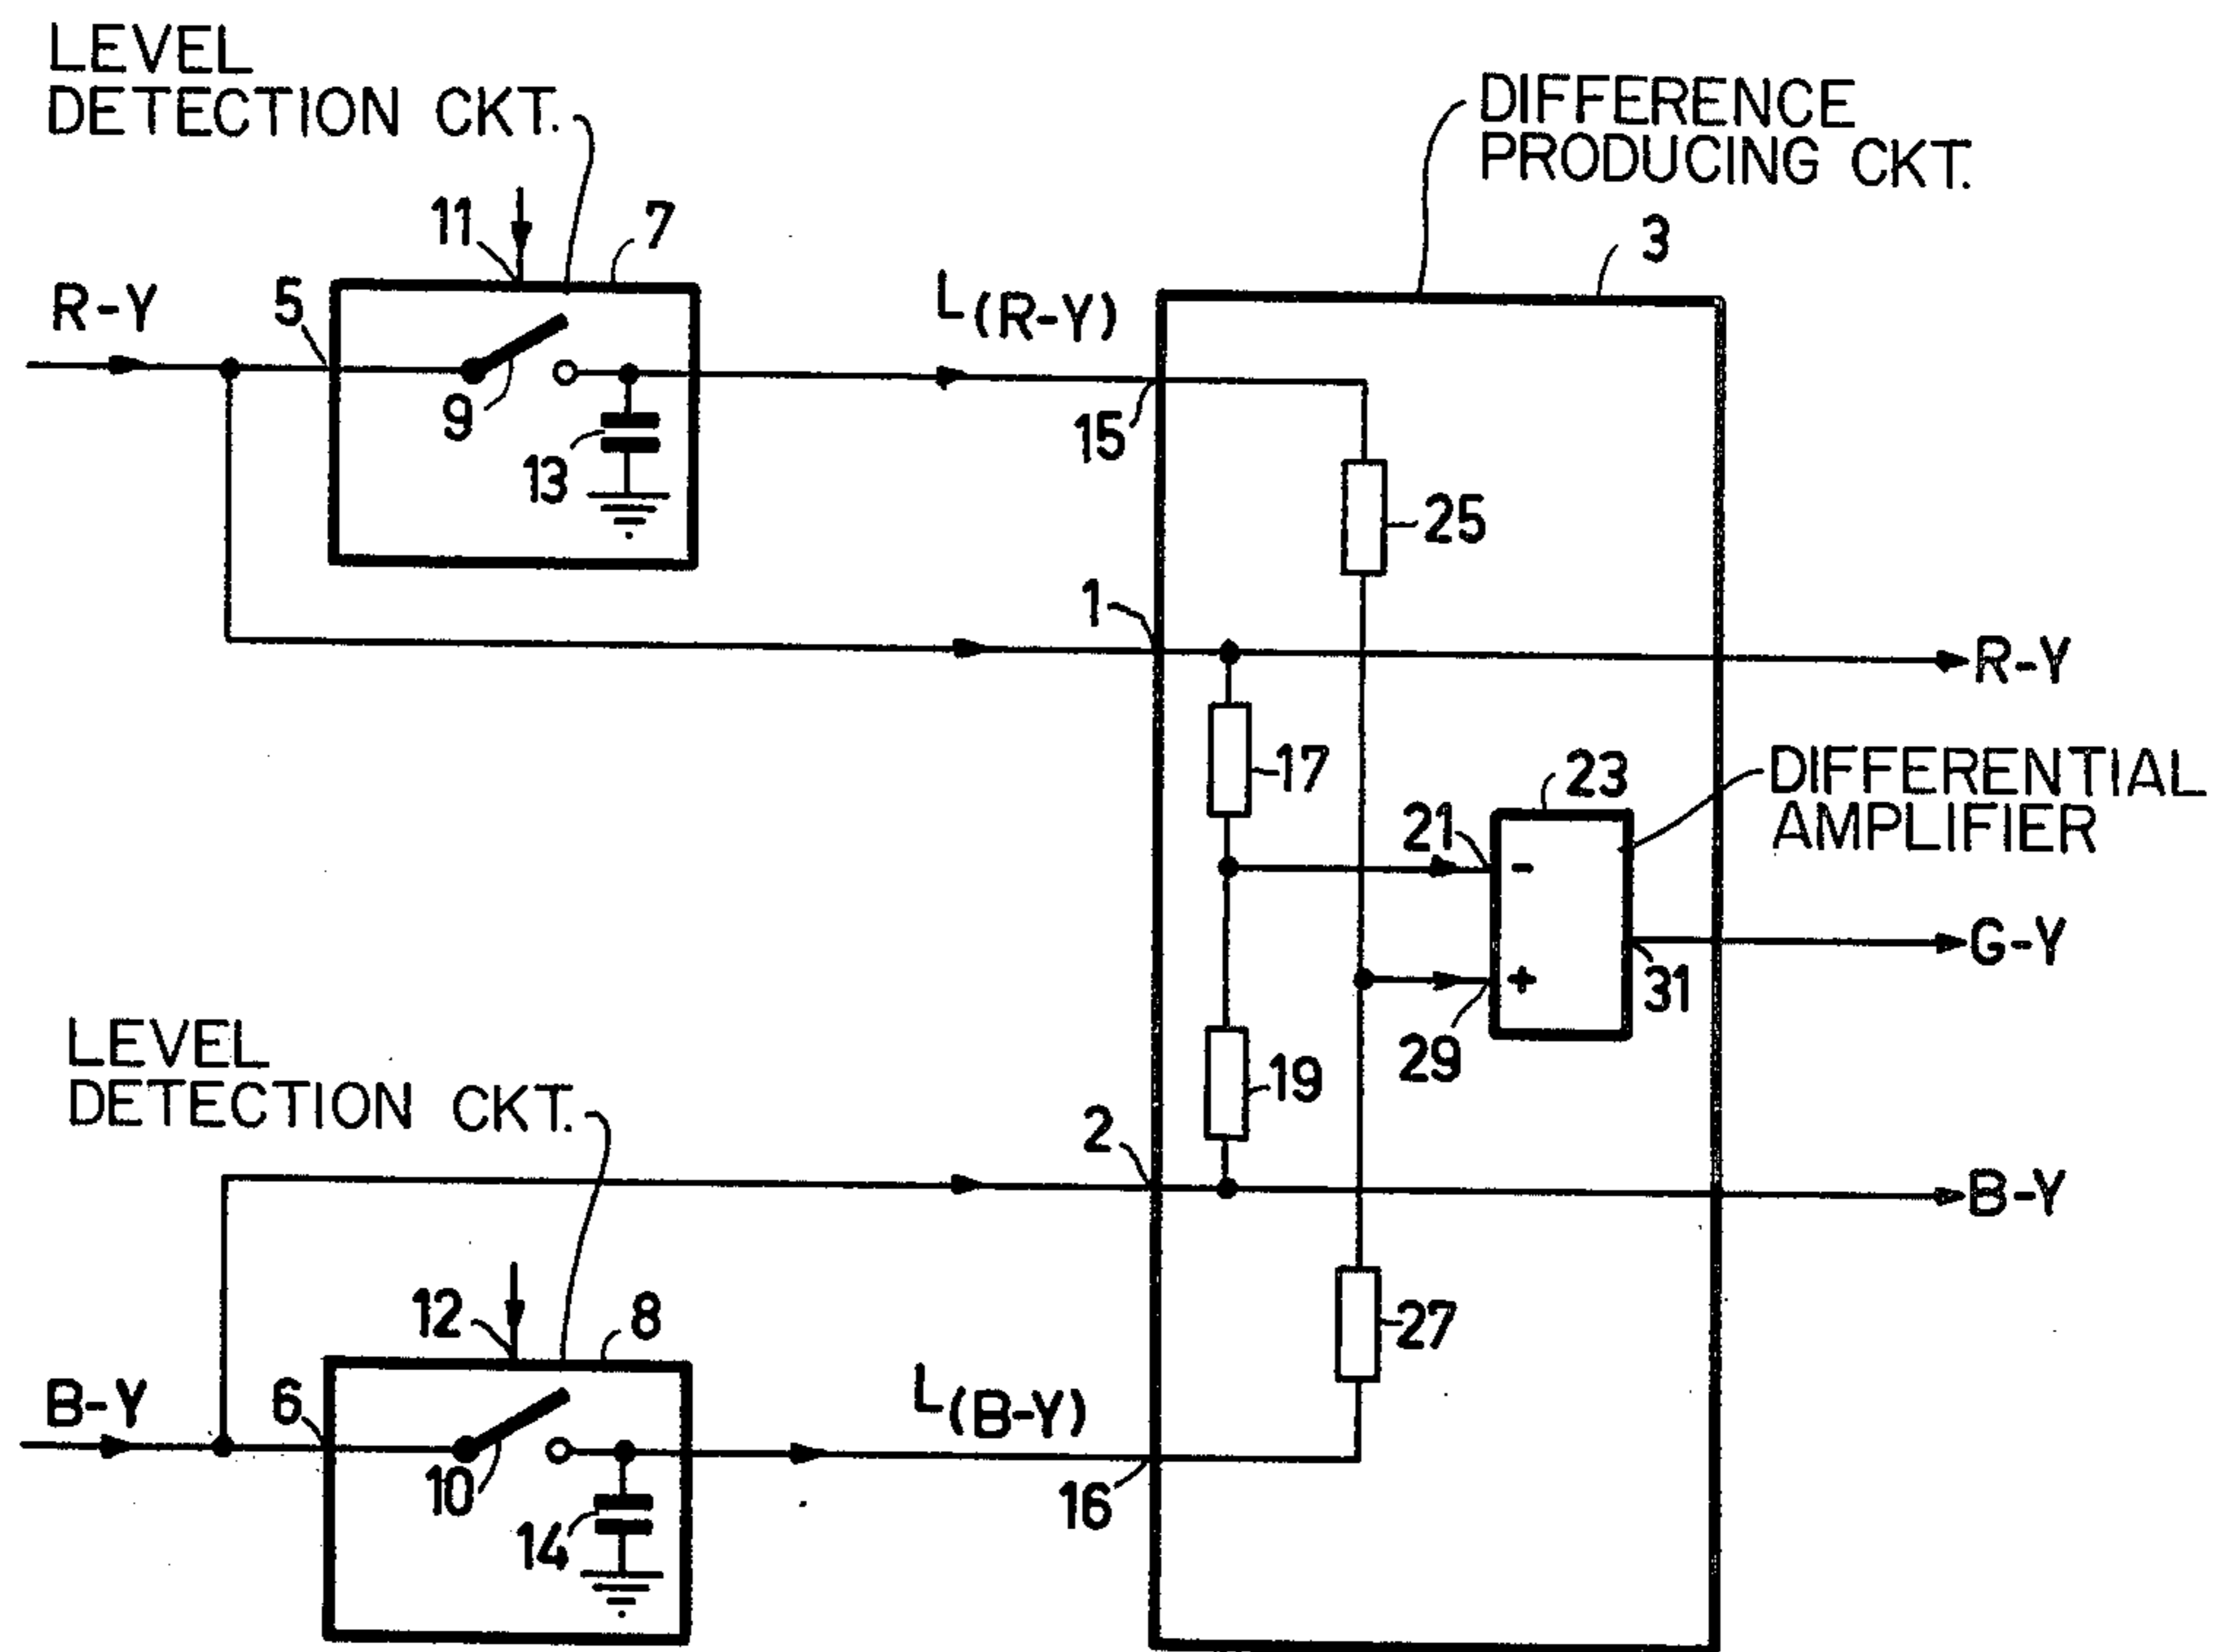 LEVEL
DETECTION CKT.
DIFFERENCE
PRODUCING CKT.
11
7
3
R-Y
5
L(R-Y)
9
15
13
25
1
R-Y
17
23
DIFFERENTIAL
AMPLIFIER
21
-
G-Y
+
31
29
LEVEL
DETECTION CKT.
19
2
B-Y
12
8
27
B-Y
6
L(B-Y)
10
16
14